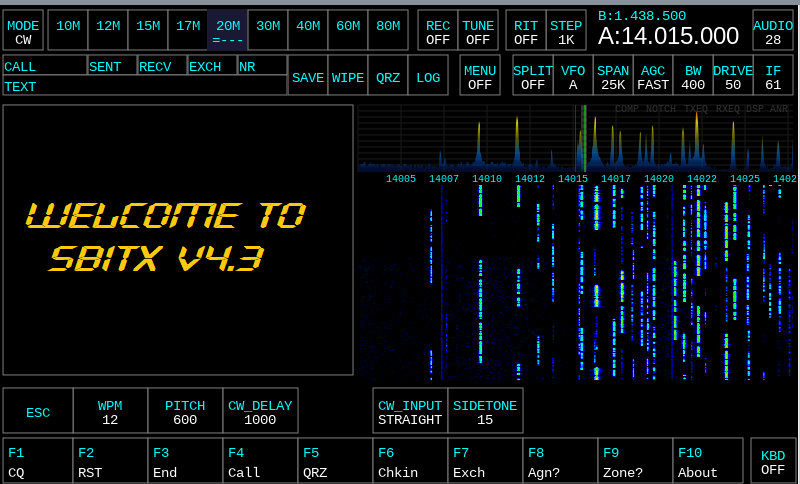 MODE 10M 12M 15M 17M 20M 30M 40M 60M 80M REC TUNE RIT STEP B:1.438.500 AUDIO
CW =--- OFF OFF OFF 1K A:14.015.000 28
CALL SENT RECV EXCH NR SAVE WIPE QRZ LOG MENU SPLIT VFO SPAN AGC BW DRIVE IF
TEXT OFF OFF A 25K FAST 400 50 61
COMP NOTCH TXEQ RXEQ DSP ANR
14005 14007 14010 14012 14015 14017 14020 14022 14025 1402
WELCOME TO
SBITX V4.3
ESC WPM PITCH CW_DELAY CW_INPUT SIDETONE
12 600 1000 STRAIGHT 15
F1 F2 F3 F4 F5 F6 F7 F8 F9 F10 KBD
CQ RST End Call QRZ Chkin Exch Agn? Zone? About OFF